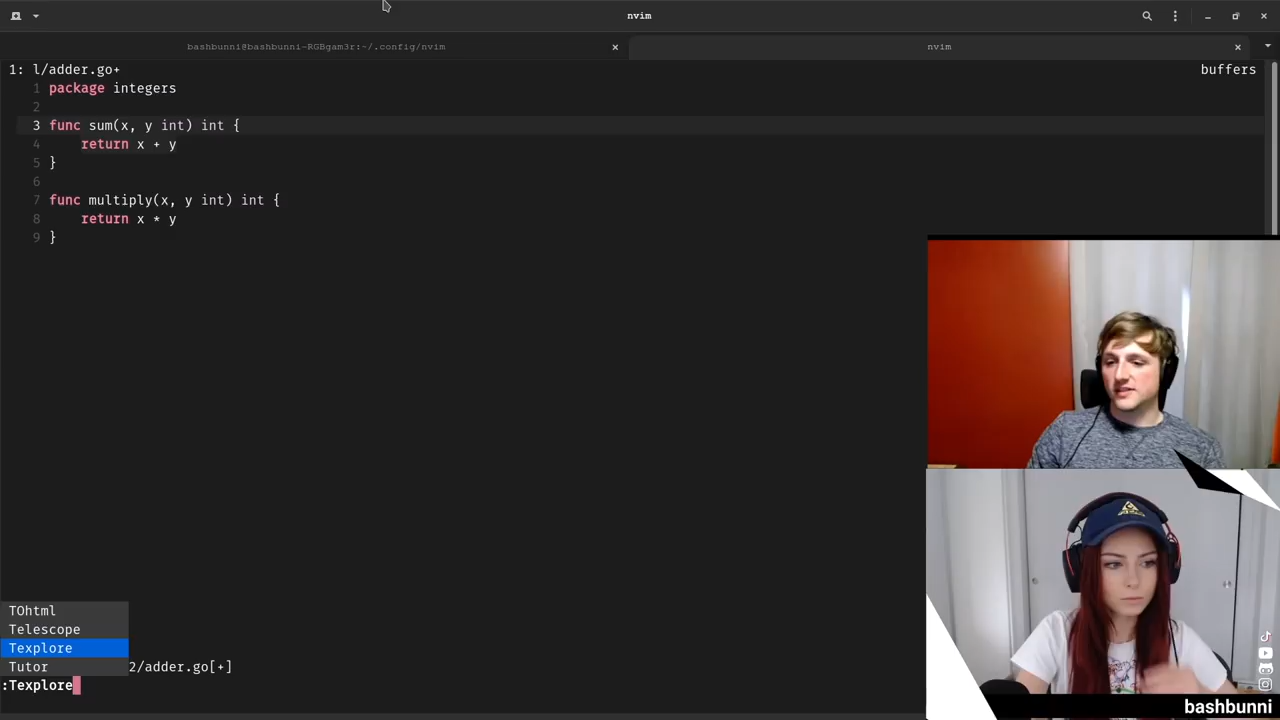 nvim
bashbunni@bashbunni-RGBgam3r:~/.config/nvim
nvim
1: l/adder.go+
buffers
1 package integers
2
3 func sum(x, y int) int {
4 return x + y
5 }
6
7 func multiply(x, y int) int {
8 return x * y
9 }
TOhtml
Telescope
Texplore
Tutor
2/adder.go[+]
:Texplore
bashbunni